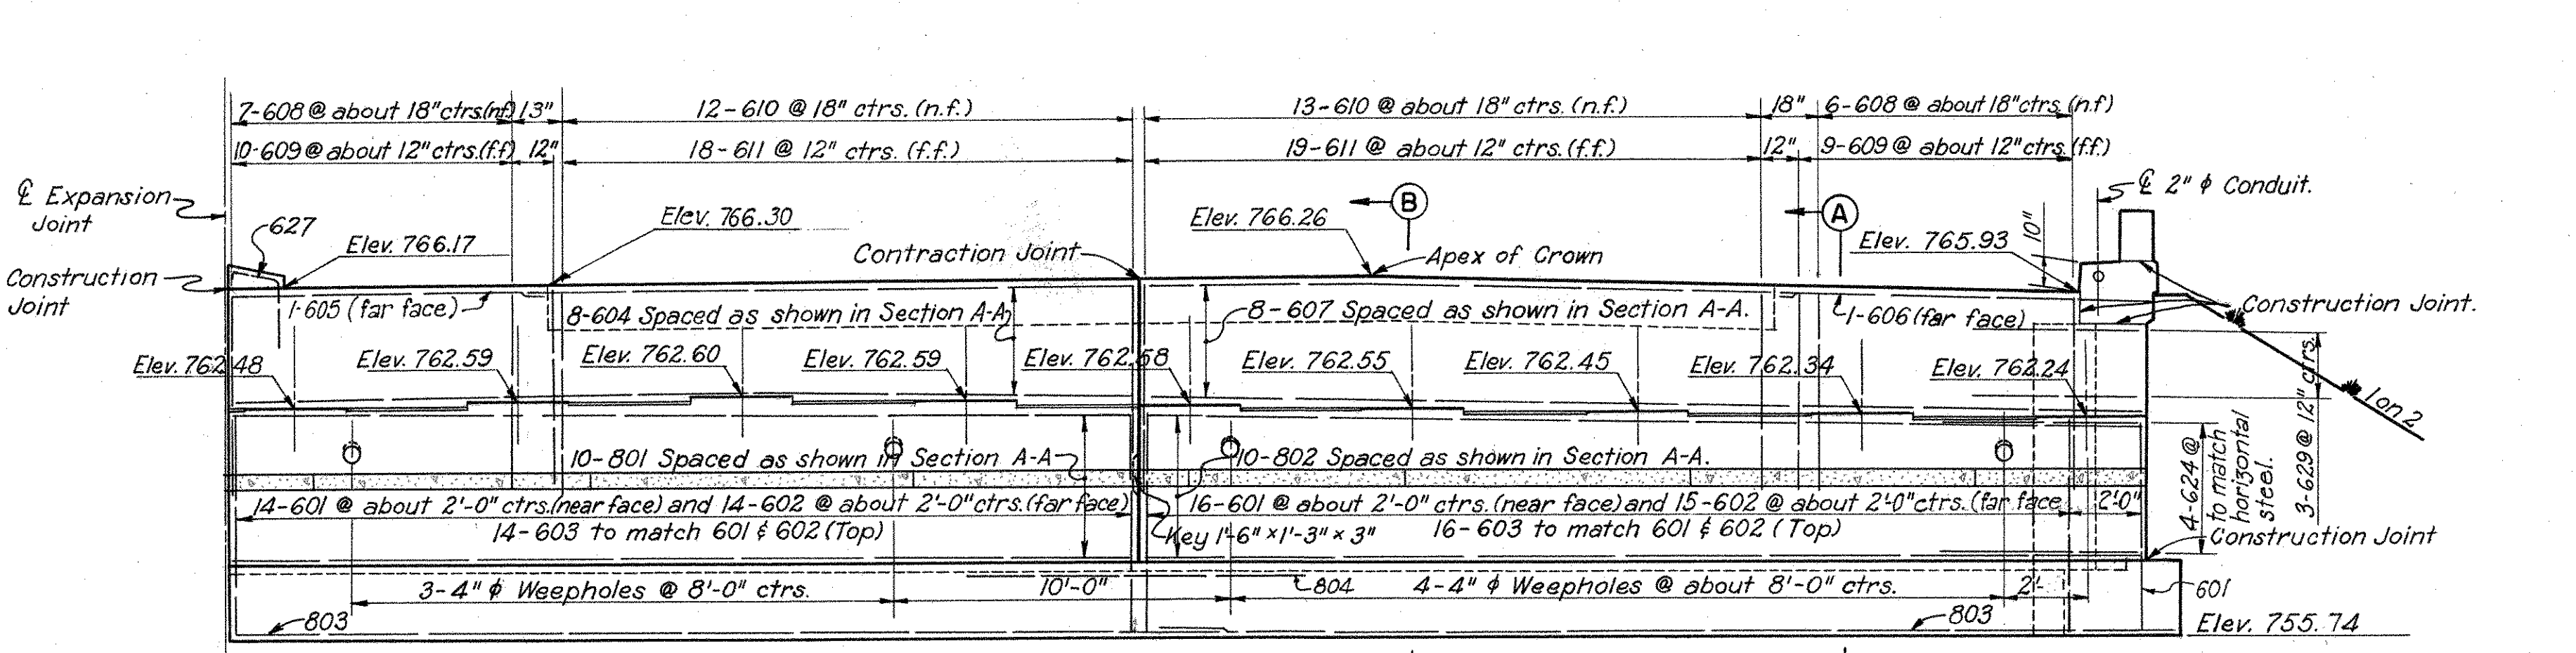 7-608 @ about 18" ctrs.(nf) 13" 12-610 @ 18" ctrs. (n.f.) 13-610 @ about 18" ctrs. (n.f.) 18" 6-608 @ about 18" ctrs. (n.f)
10-609 @ about 12" ctrs.(f.f) 12" 18-611 @ 12" ctrs. (f.f.) 19-611 @ about 12" ctrs. (f.f.) 12" 9-609 @ about 12" ctrs. (f.f.)
℄ Expansion
Joint
627
Elev. 766.17
Elev. 766.30
Contraction Joint
Elev. 766.26
B
Apex of Crown
A
Elev. 765.93
10"
℄ 2" ϕ Conduit.
Construction
Joint
1-605 (far face)
8-604 Spaced as shown in Section A-A
8-607 Spaced as shown in Section A-A.
1-606 (far face)
Construction Joint.
Elev. 762.48
Elev. 762.59
Elev. 762.60
Elev. 762.59
Elev. 762.58
Elev. 762.55
Elev. 762.45
Elev. 762.34
Elev. 762.24
1 on 2
10-801 Spaced as shown in Section A-A
10-802 Spaced as shown in Section A-A.
4-624 @
to match
horizontal
steel.
3-629 @ 12" ctrs.
14-601 @ about 2'-0" ctrs.(near face) and 14-602 @ about 2'-0" ctrs. (far face)
14-603 to match 601 & 602 (Top)
Key 1'-6" x 1'-3" x 3"
16-601 @ about 2'-0" ctrs. (near face) and 15-602 @ about 2'-0" ctrs. (far face
2'-0"
16-603 to match 601 & 602 (Top)
Construction Joint
3-4" ϕ Weepholes @ 8'-0" ctrs.
10'-0"
804
4-4" ϕ Weepholes @ about 8'-0" ctrs.
2'-
601
803
803
Elev. 755.74